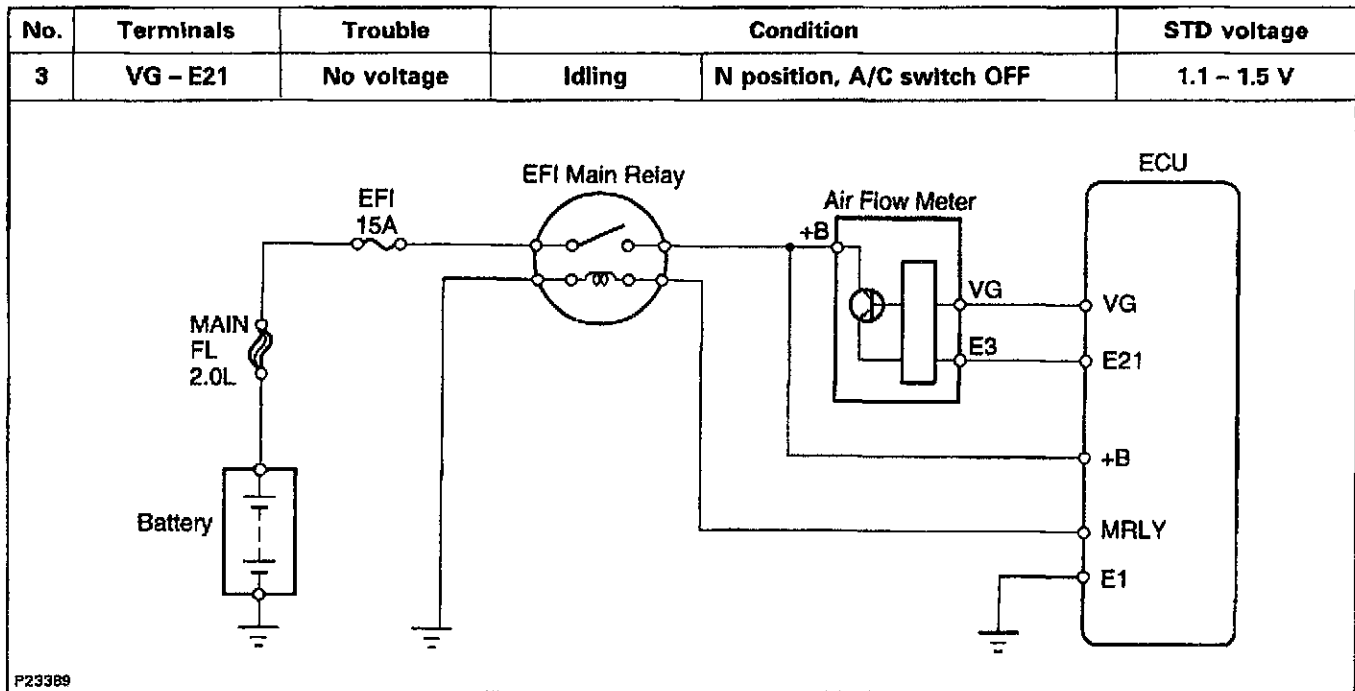 No. Terminals Trouble Condition STD voltage
3 VG – E21 No voltage Idling N position, A/C switch OFF 1.1 – 1.5 V
ECU
EFI Main Relay
EFI
15A
Air Flow Meter
+B
VG
VG
MAIN
FL
2.0L
E3
E21
+B
Battery
MRLY
E1
P23389